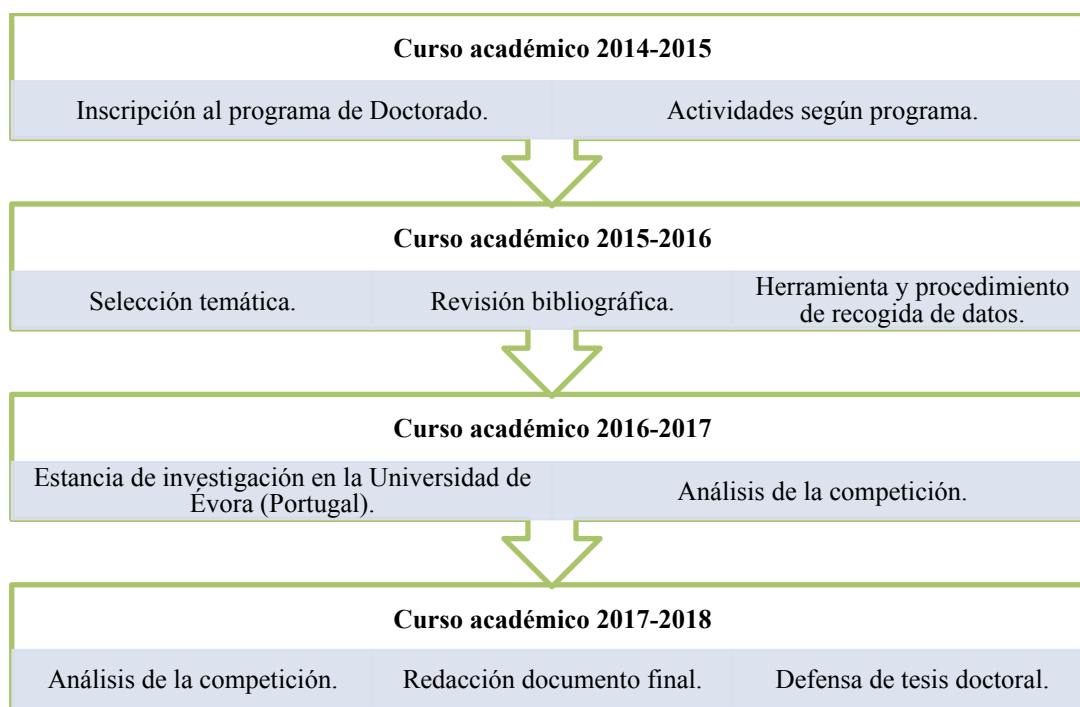 Curso académico 2014-2015
Inscripción al programa de Doctorado.
Actividades según programa.
Curso académico 2015-2016
Selección temática.
Revisión bibliográfica.
Herramienta y procedimiento
de recogida de datos.
Curso académico 2016-2017
Estancia de investigación en la Universidad de
Évora (Portugal).
Análisis de la competición.
Curso académico 2017-2018
Análisis de la competición.
Redacción documento final.
Defensa de tesis doctoral.